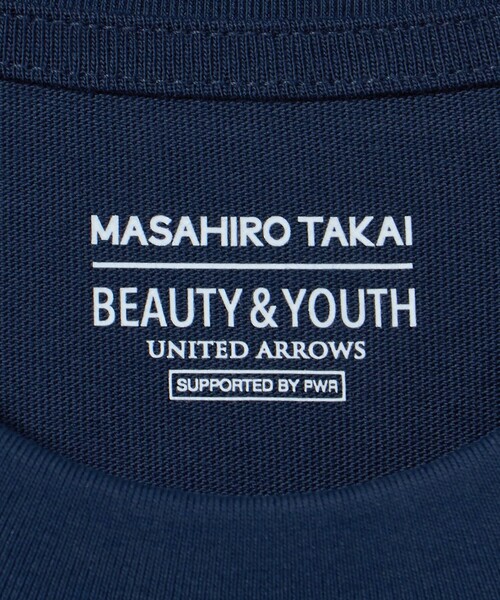 MASAHIRO TAKAI
BEAUTY & YOUTH
UNITED ARROWS
SUPPORTED BY PWR